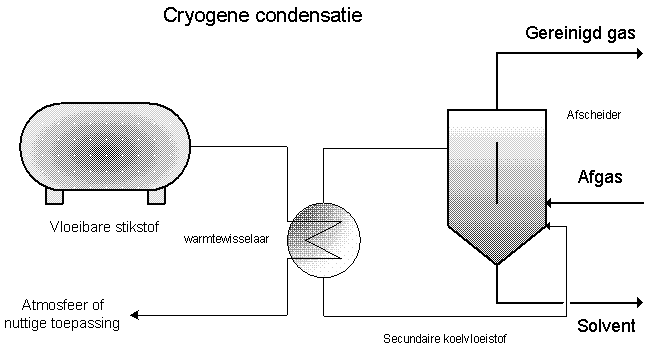 Cryogene condensatie
Gereinigd gas
Afscheider
Afgas
Vloeibare stikstof
warmtewisselaar
Atmosfeer of
nuttige toepassing
Solvent
Secundaire koelvloeistof